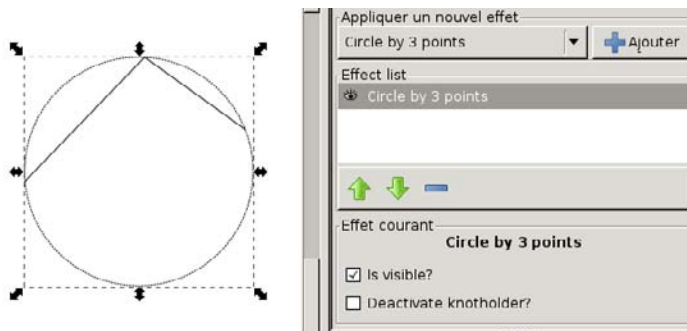 Appliquer un nouvel effet
Circle by 3 points
Ajouter
Effect list
Circle by 3 points
Effet courant
Circle by 3 points
Is visible?
Deactivate knotholder?